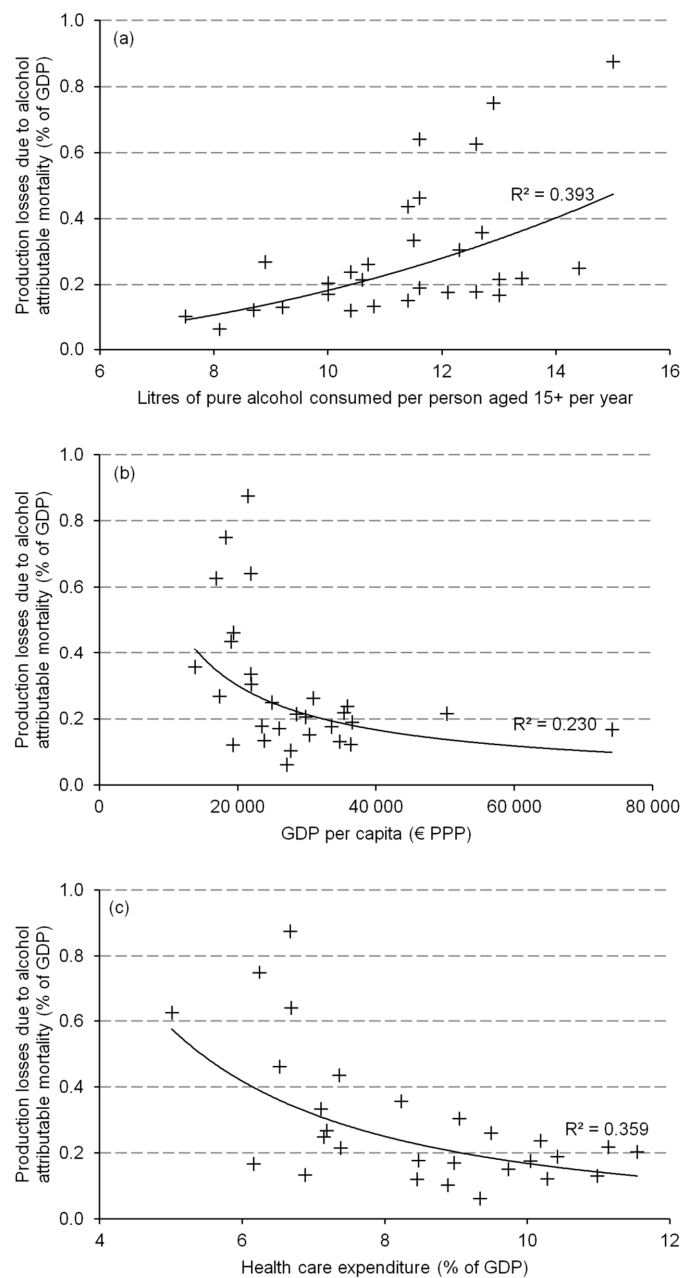 (a)
Production losses due to alcohol
attributable mortality (% of GDP)
1.0
0.8
0.6
0.4
0.2
0.0
R² = 0.393
6 8 10 12 14 16
Litres of pure alcohol consumed per person aged 15+ per year
(b)
Production losses due to alcohol
attributable mortality (% of GDP)
1.0
0.8
0.6
0.4
0.2
0.0
R² = 0.230
0 20 000 40 000 60 000 80 000
GDP per capita (€ PPP)
(c)
Production losses due to alcohol
attributable mortality (% of GDP)
1.0
0.8
0.6
0.4
0.2
0.0
R² = 0.359
4 6 8 10 12
Health care expenditure (% of GDP)